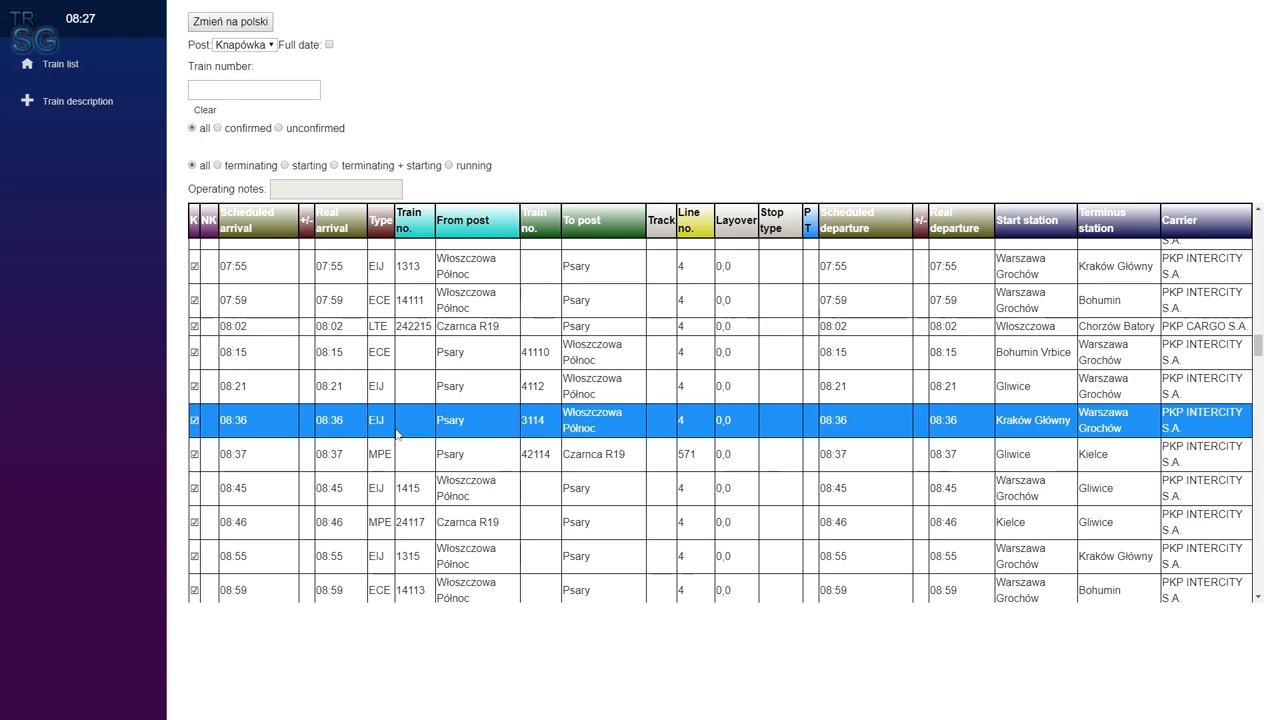 TR
SG
08:27
Train list
Train description
Zmień na polski
Post: Knapówka Full date:
Train number:
Clear
all confirmed unconfirmed
all terminating starting terminating + starting running
Operating notes:
K NK Scheduled arrival +/- Real arrival Type Train no. From post Train no. To post Track Line no. Layover Stop type P T Scheduled departure +/- Real departure Start station Terminus station Carrier
S.A.
07:55 07:55 EIJ 1313 Włoszczowa Północ Psary 4 0,0 07:55 07:55 Warszawa Grochów Kraków Główny PKP INTERCITY S.A.
07:59 07:59 ECE 14111 Włoszczowa Północ Psary 4 0,0 07:59 07:59 Warszawa Grochów Bohumin PKP INTERCITY S.A.
08:02 08:02 LTE 242215 Czarnca R19 Psary 4 0,0 08:02 08:02 Włoszczowa Chorzów Batory PKP CARGO S.A.
08:15 08:15 ECE Psary 41110 Włoszczowa Północ 4 0,0 08:15 08:15 Bohumin Vrbice Warszawa Grochów PKP INTERCITY S.A.
08:21 08:21 EIJ Psary 4112 Włoszczowa Północ 4 0,0 08:21 08:21 Gliwice Warszawa Grochów PKP INTERCITY S.A.
08:36 08:36 EIJ Psary 3114 Włoszczowa Północ 4 0,0 08:36 08:36 Kraków Główny Warszawa Grochów PKP INTERCITY S.A.
08:37 08:37 MPE Psary 42114 Czarnca R19 571 0,0 08:37 08:37 Gliwice Kielce PKP INTERCITY S.A.
08:45 08:45 EIJ 1415 Włoszczowa Północ Psary 4 0,0 08:45 08:45 Warszawa Grochów Gliwice PKP INTERCITY S.A.
08:46 08:46 MPE 24117 Czarnca R19 Psary 4 0,0 08:46 08:46 Kielce Gliwice PKP INTERCITY S.A.
08:55 08:55 EIJ 1315 Włoszczowa Północ Psary 4 0,0 08:55 08:55 Warszawa Grochów Kraków Główny PKP INTERCITY S.A.
08:59 08:59 ECE 14113 Włoszczowa Północ Psary 4 0,0 08:59 08:59 Warszawa Grochów Bohumin PKP INTERCITY S.A.